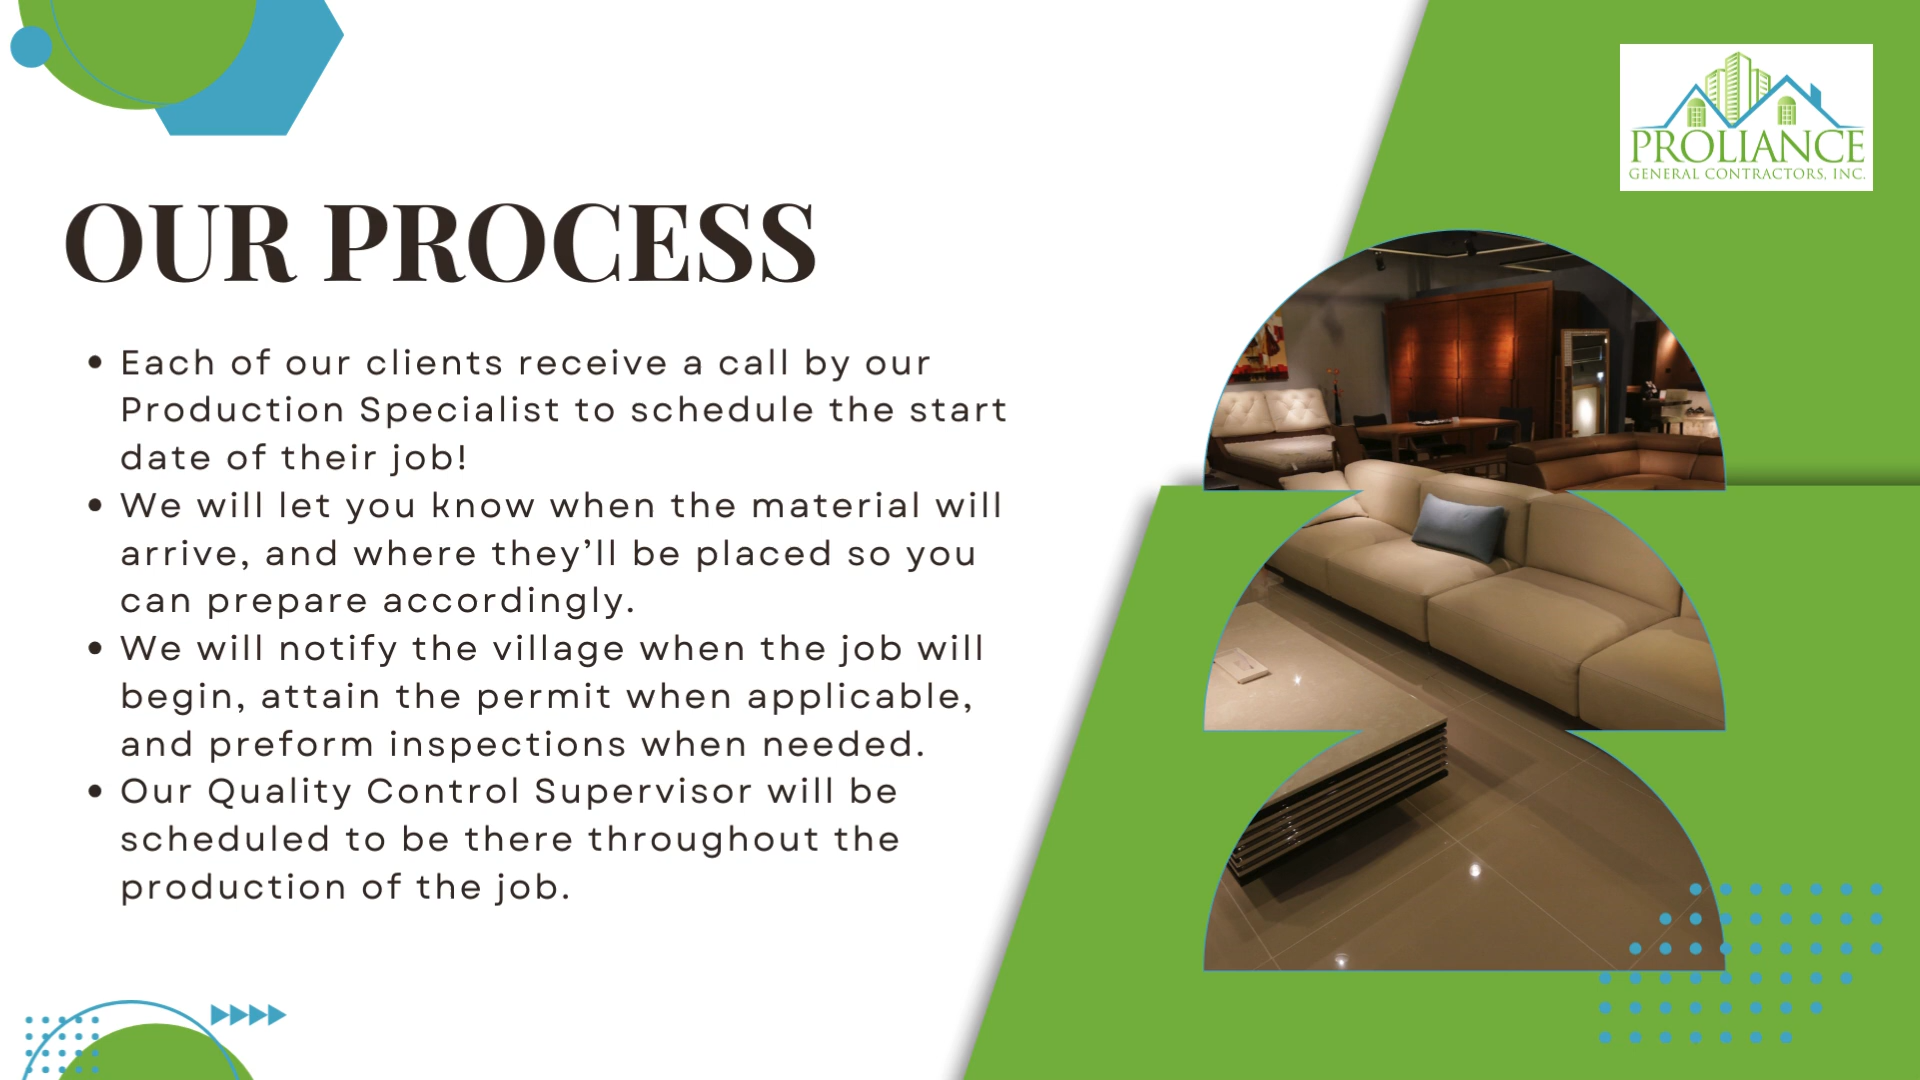 PROLIANCE
GENERAL CONTRACTORS, INC.
OUR PROCESS
• Each of our clients receive a call by our
Production Specialist to schedule the start
date of their job!
• We will let you know when the material will
arrive, and where they’ll be placed so you
can prepare accordingly.
• We will notify the village when the job will
begin, attain the permit when applicable,
and preform inspections when needed.
• Our Quality Control Supervisor will be
scheduled to be there throughout the
production of the job.